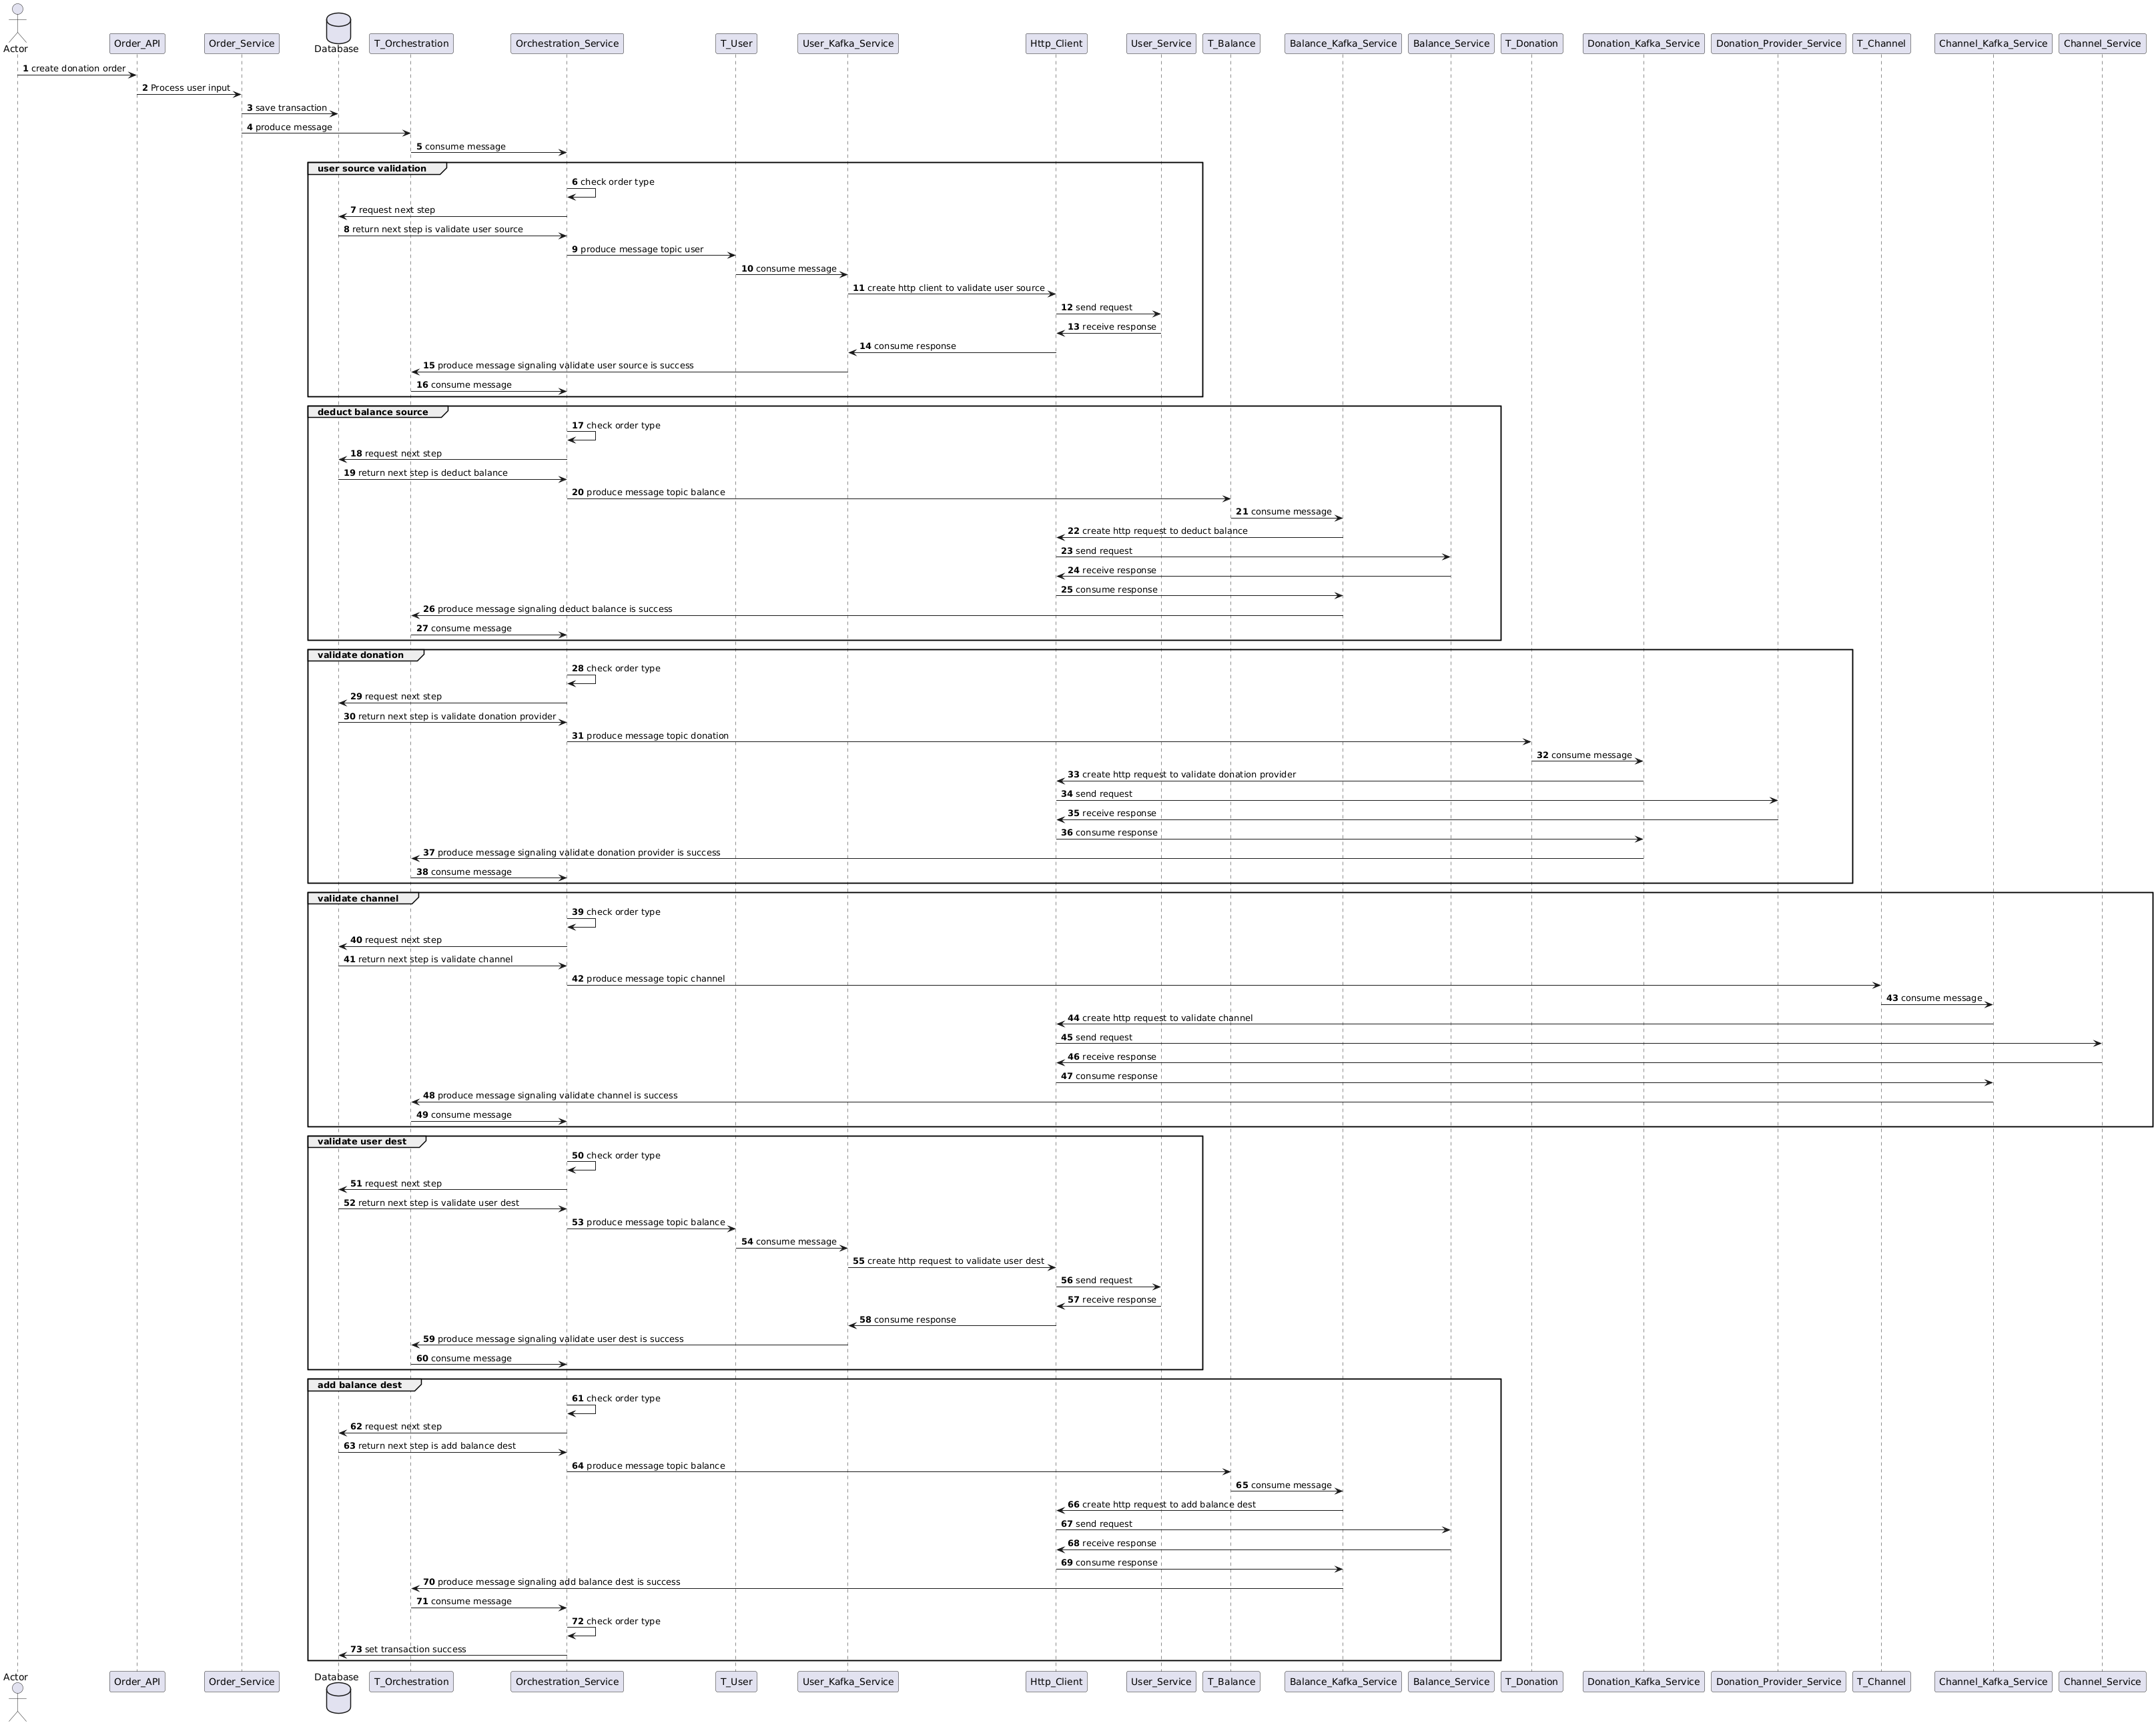 Actor
Order_API
Order_Service
Database
T_Orchestration
Orchestration_Service
T_User
User_Kafka_Service
Http_Client
User_Service
T_Balance
Balance_Kafka_Service
Balance_Service
T_Donation
Donation_Kafka_Service
Donation_Provider_Service
T_Channel
Channel_Kafka_Service
Channel_Service
1 create donation order
2 Process user input
3 save transaction
4 produce message
5 consume message
user source validation
6 check order type
7 request next step
8 return next step is validate user source
9 produce message topic user
10 consume message
11 create http client to validate user source
12 send request
13 receive response
14 consume response
15 produce message signaling validate user source is success
16 consume message
deduct balance source
17 check order type
18 request next step
19 return next step is deduct balance
20 produce message topic balance
21 consume message
22 create http request to deduct balance
23 send request
24 receive response
25 consume response
26 produce message signaling deduct balance is success
27 consume message
validate donation
28 check order type
29 request next step
30 return next step is validate donation provider
31 produce message topic donation
32 consume message
33 create http request to validate donation provider
34 send request
35 receive response
36 consume response
37 produce message signaling validate donation provider is success
38 consume message
validate channel
39 check order type
40 request next step
41 return next step is validate channel
42 produce message topic channel
43 consume message
44 create http request to validate channel
45 send request
46 receive response
47 consume response
48 produce message signaling validate channel is success
49 consume message
validate user dest
50 check order type
51 request next step
52 return next step is validate user dest
53 produce message topic balance
54 consume message
55 create http request to validate user dest
56 send request
57 receive response
58 consume response
59 produce message signaling validate user dest is success
60 consume message
add balance dest
61 check order type
62 request next step
63 return next step is add balance dest
64 produce message topic balance
65 consume message
66 create http request to add balance dest
67 send request
68 receive response
69 consume response
70 produce message signaling add balance dest is success
71 consume message
72 check order type
73 set transaction success
Actor
Order_API
Order_Service
Database
T_Orchestration
Orchestration_Service
T_User
User_Kafka_Service
Http_Client
User_Service
T_Balance
Balance_Kafka_Service
Balance_Service
T_Donation
Donation_Kafka_Service
Donation_Provider_Service
T_Channel
Channel_Kafka_Service
Channel_Service